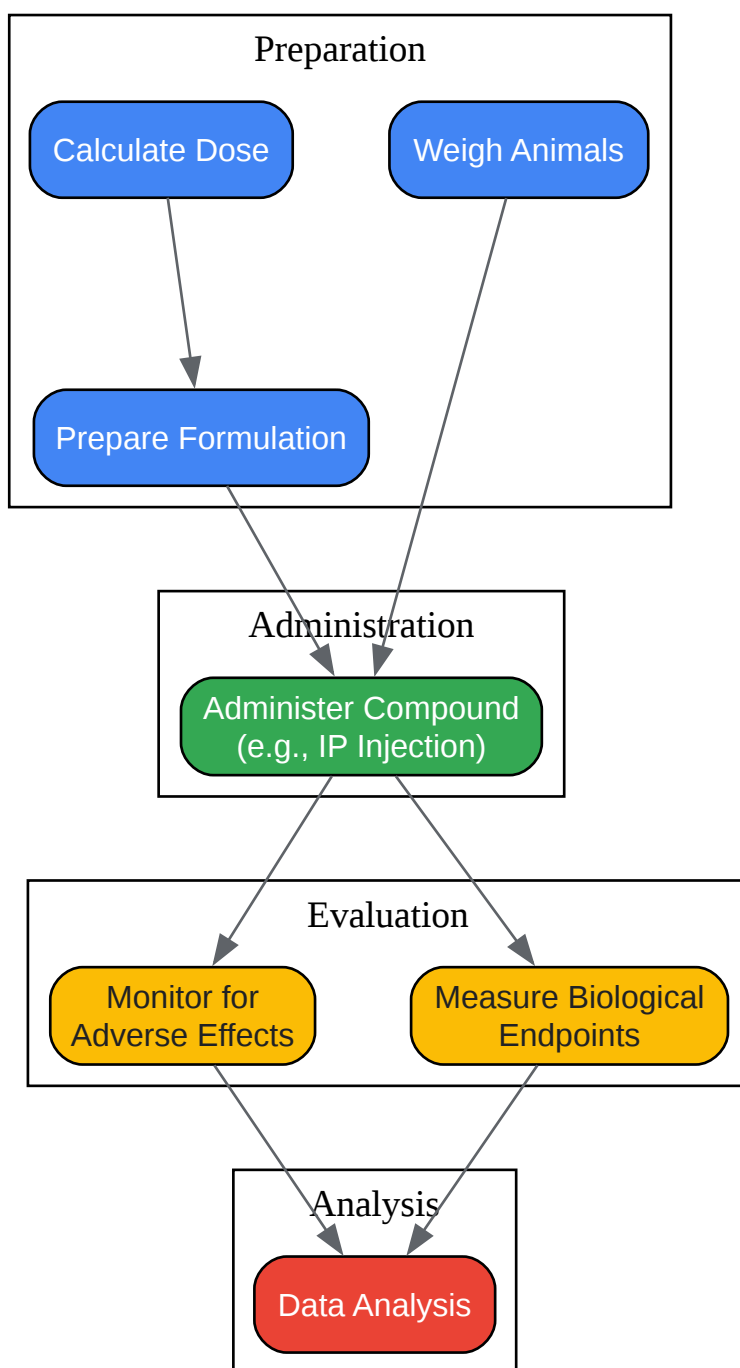 Preparation
Calculate Dose
Weigh Animals
Prepare Formulation
Administration
Administer Compound
(e.g., IP Injection)
Evaluation
Monitor for
Adverse Effects
Measure Biological
Endpoints
Analysis
Data Analysis